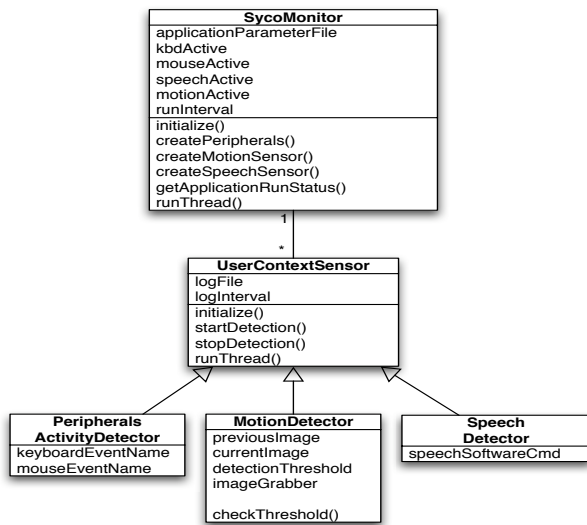 SycoMonitor
applicationParameterFile
kbdActive
mouseActive
speechActive
motionActive
runInterval
initialize()
createPeripherals()
createMotionSensor()
createSpeechSensor()
getApplicationRunStatus()
runThread()
1
*
UserContextSensor
logFile
logInterval
initialize()
startDetection()
stopDetection()
runThread()
Peripherals
ActivityDetector
keyboardEventName
mouseEventName
MotionDetector
previousImage
currentImage
detectionThreshold
imageGrabber
checkThreshold()
Speech
Detector
speechSoftwareCmd